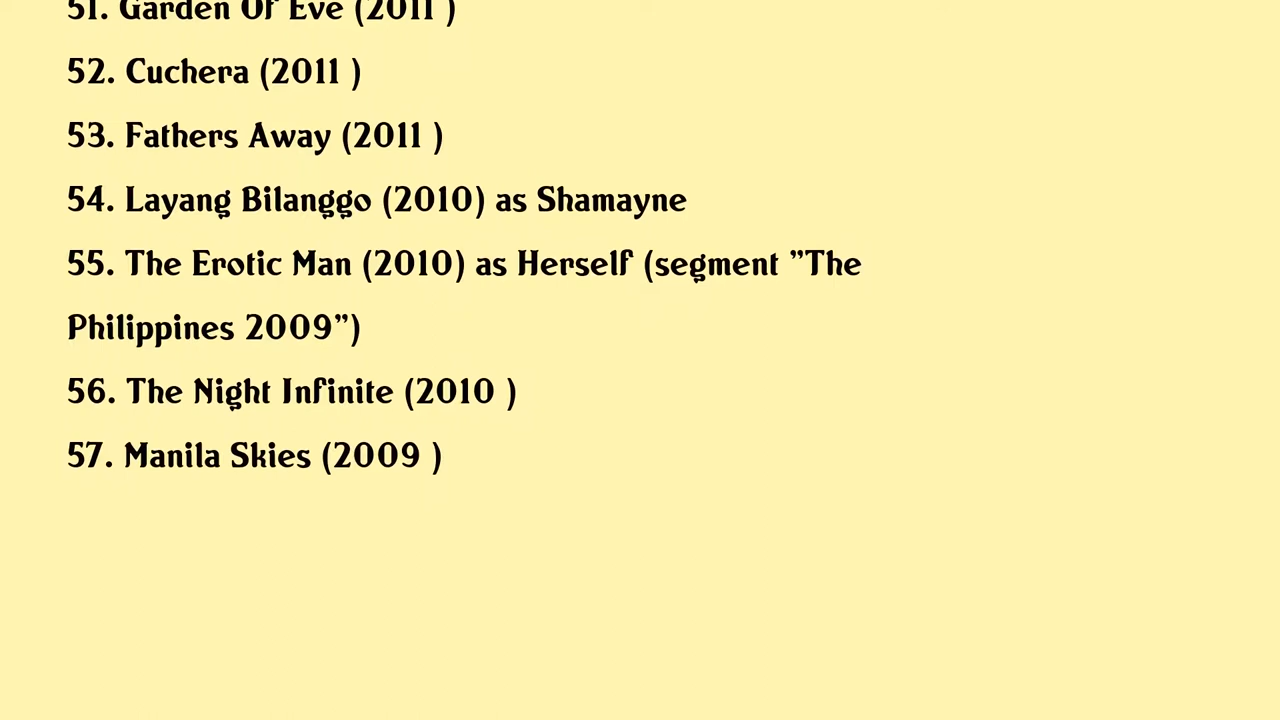 51. Garden Of Eve (2011 )
52. Cuchera (2011 )
53. Fathers Away (2011 )
54. Layang Bilanggo (2010) as Shamayne
55. The Erotic Man (2010) as Herself (segment "The
Philippines 2009")
56. The Night Infinite (2010 )
57. Manila Skies (2009 )